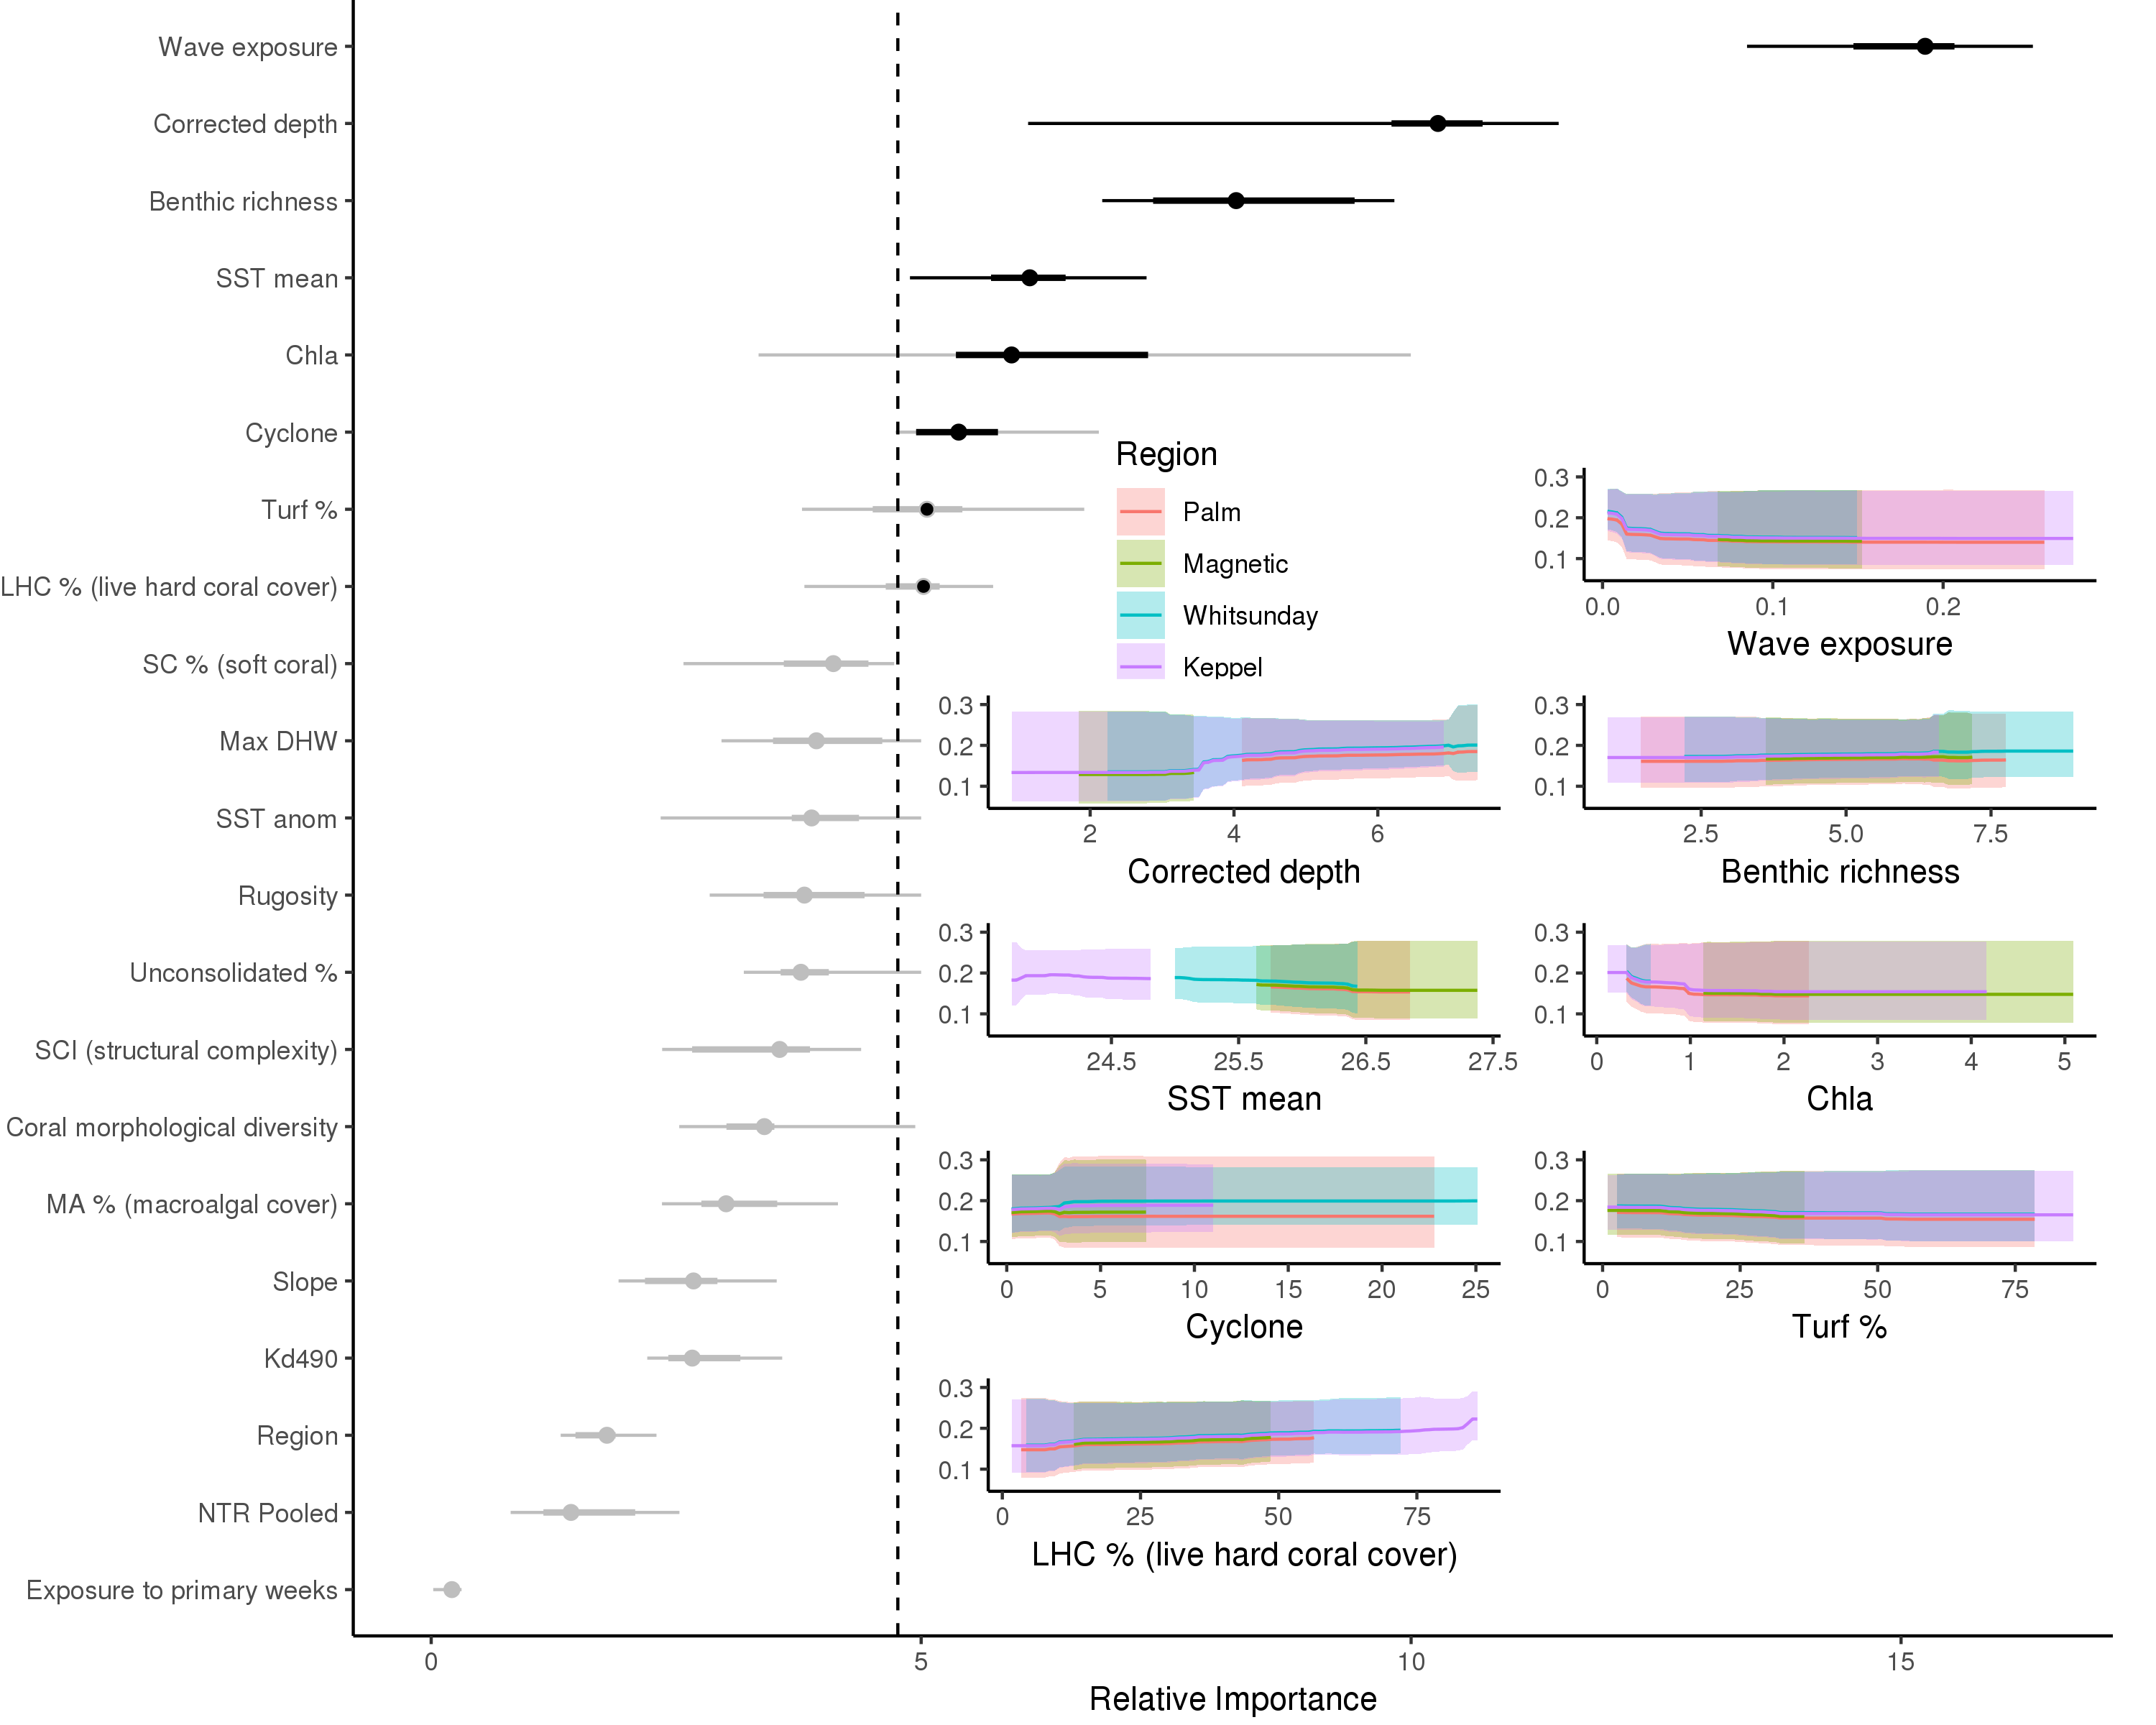 Wave exposure
Corrected depth
Benthic richness
SST mean
Chla
Cyclone
Turf %
LHC % (live hard coral cover)
SC % (soft coral)
Max DHW
SST anom
Rugosity
Unconsolidated %
SCI (structural complexity)
Coral morphological diversity
MA % (macroalgal cover)
Slope
Kd490
Region
NTR Pooled
Exposure to primary weeks
0 5 10 15
Relative Importance
Region
Palm
Magnetic
Whitsunday
Keppel
0.3
0.2
0.1
0.0 0.1 0.2
Wave exposure
0.3
0.2
0.1
2 4 6
Corrected depth
0.3
0.2
0.1
2.5 5.0 7.5
Benthic richness
0.3
0.2
0.1
24.5 25.5 26.5 27.5
SST mean
0.3
0.2
0.1
0 1 2 3 4 5
Chla
0.3
0.2
0.1
0 5 10 15 20 25
Cyclone
0.3
0.2
0.1
0 25 50 75
Turf %
0.3
0.2
0.1
0 25 50 75
LHC % (live hard coral cover)